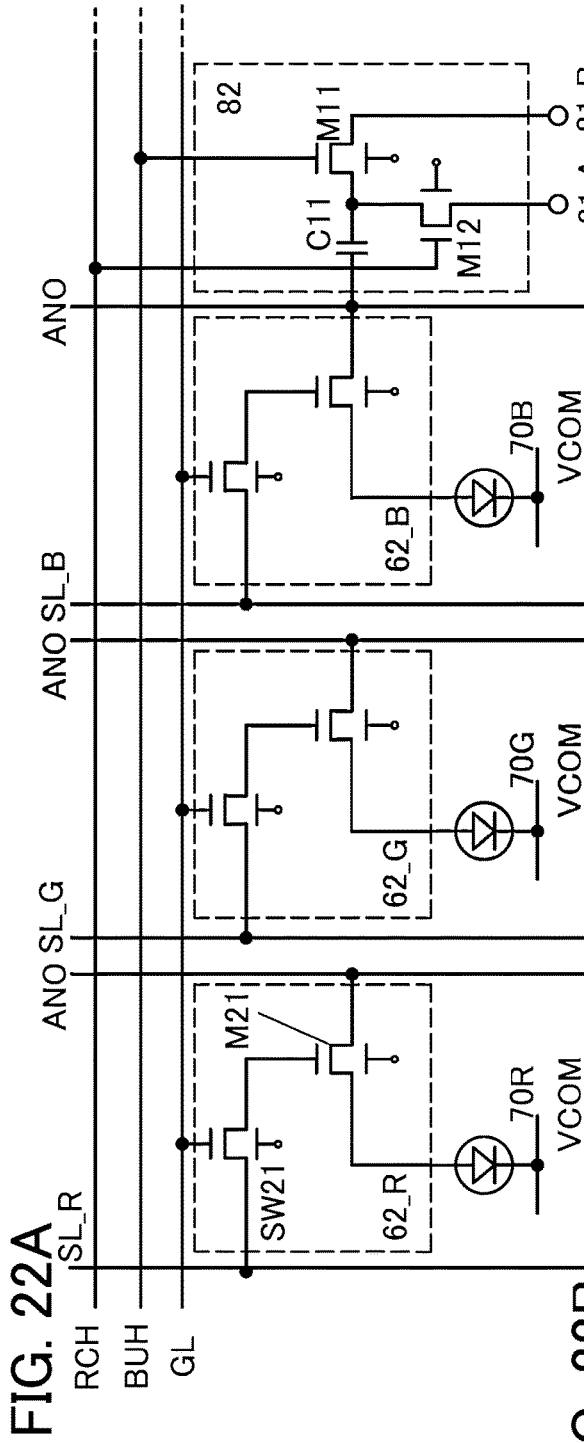 FIG. 22A
SL_R
ANO SL_G
ANO SL_B
ANO
RCH
BUH
GL
82
M11
C11
M12
M21
SW21
62_R
62_G
62_B
70R
70G
70B
VCOM
VCOM
VCOM